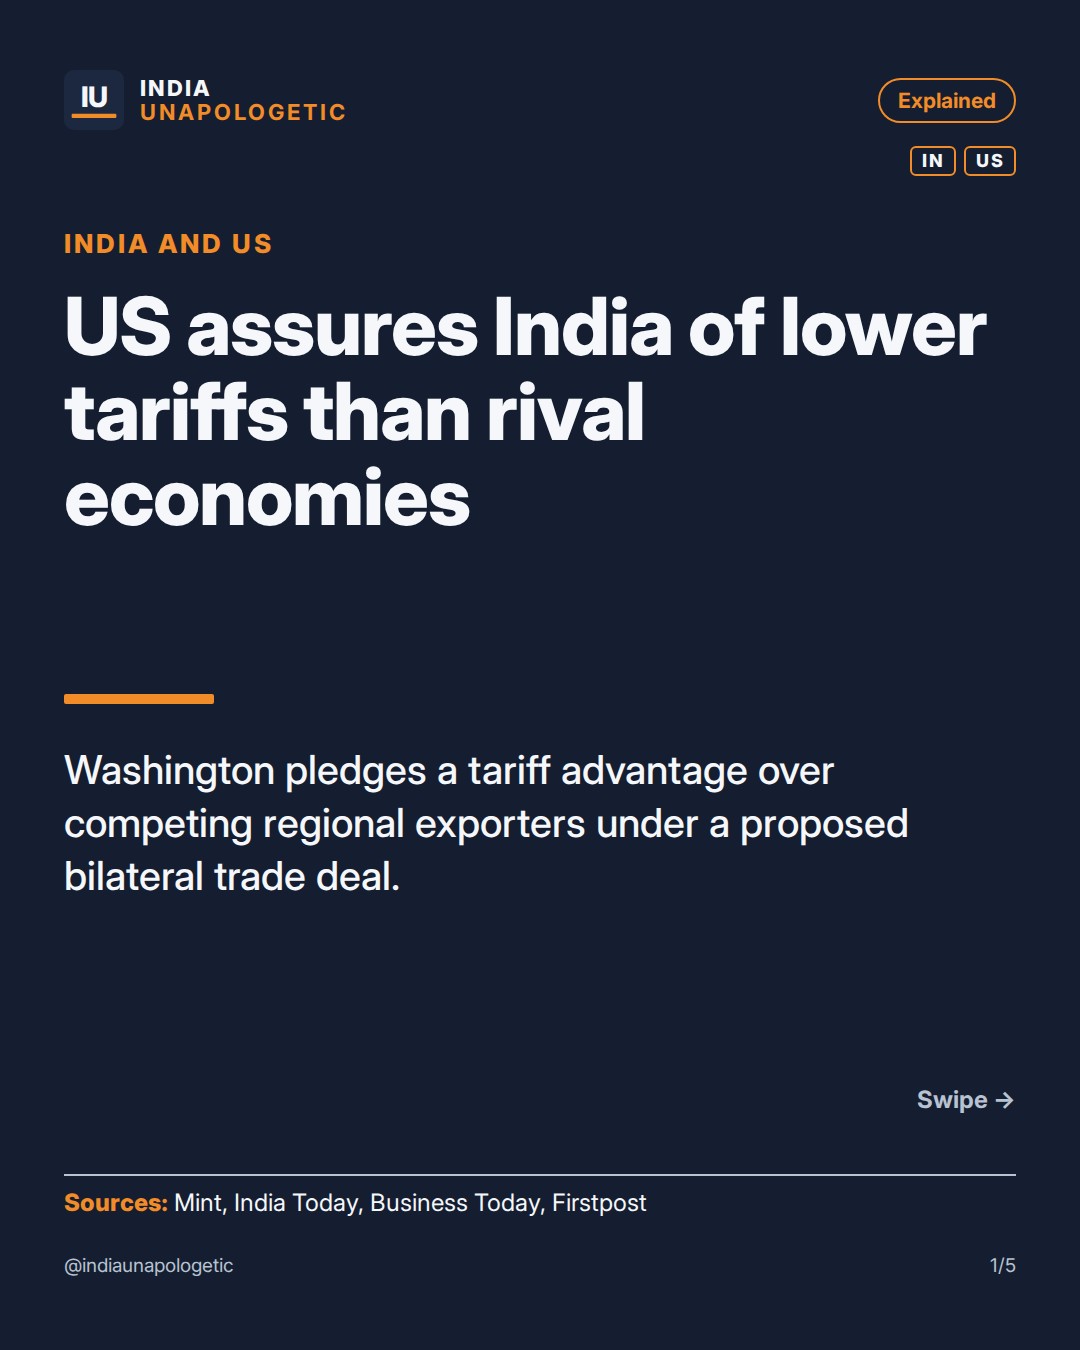 IU
INDIA
UNAPOLOGETIC
Explained
IN US
INDIA AND US
US assures India of lower
tariffs than rival
economies
Washington pledges a tariff advantage over
competing regional exporters under a proposed
bilateral trade deal.
Swipe →
Sources: Mint, India Today, Business Today, Firstpost
@indiaunapologetic
1/5